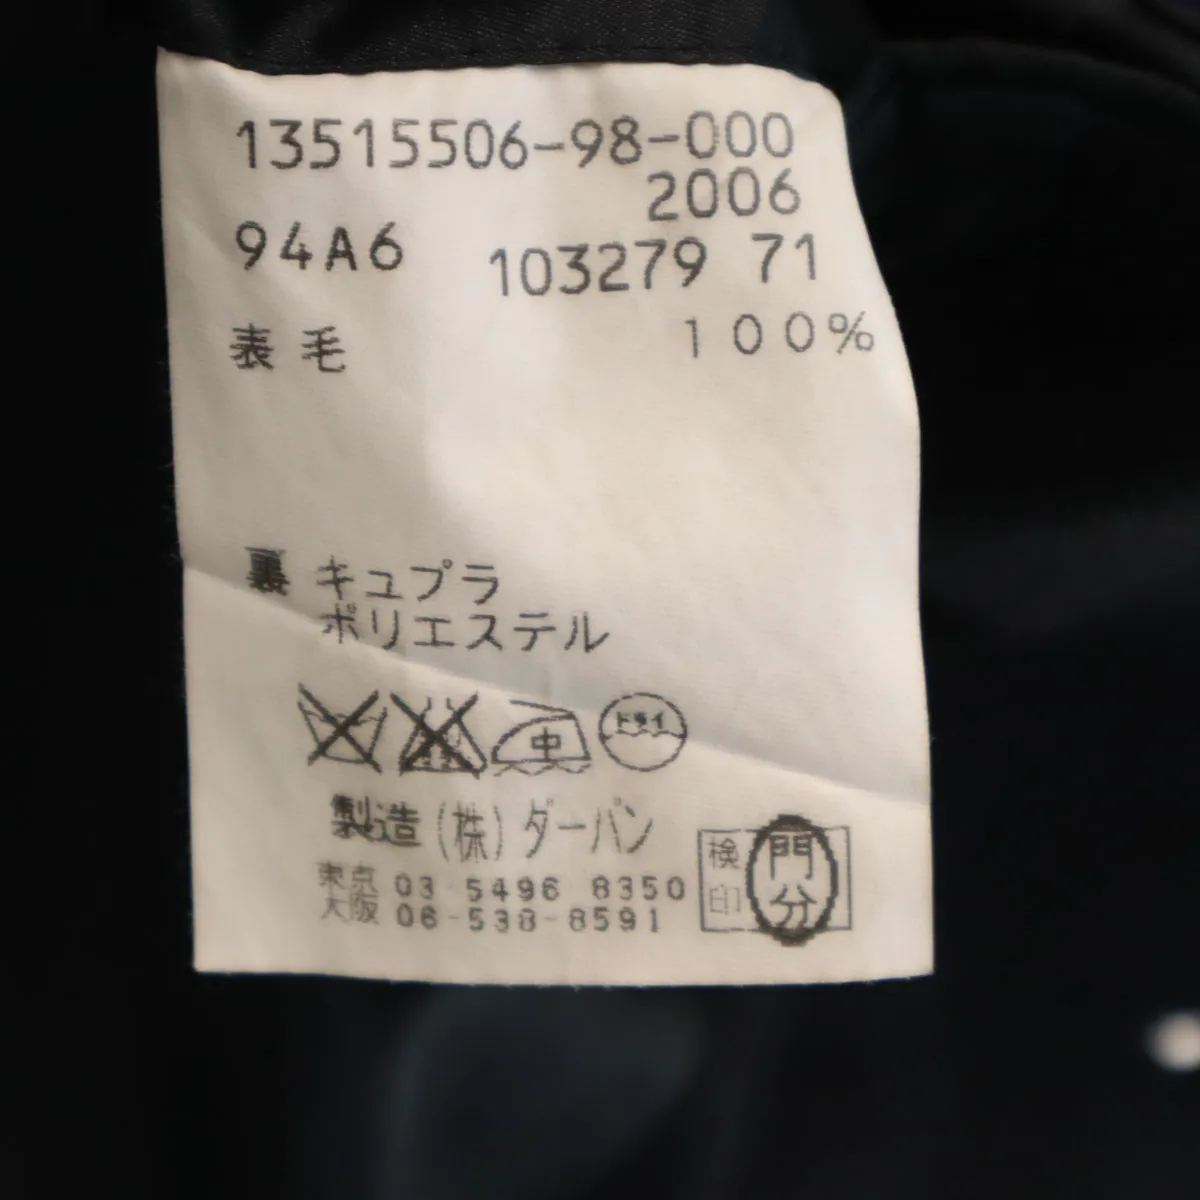 13515506-98-000
2006
94A6 103279 71
表 毛 100%
裏 キュプラ
ポリエステル
中 ドライ
製造(株)ダーバン
東京 03 5496 8350
大阪 06-538-8591
検印 門分